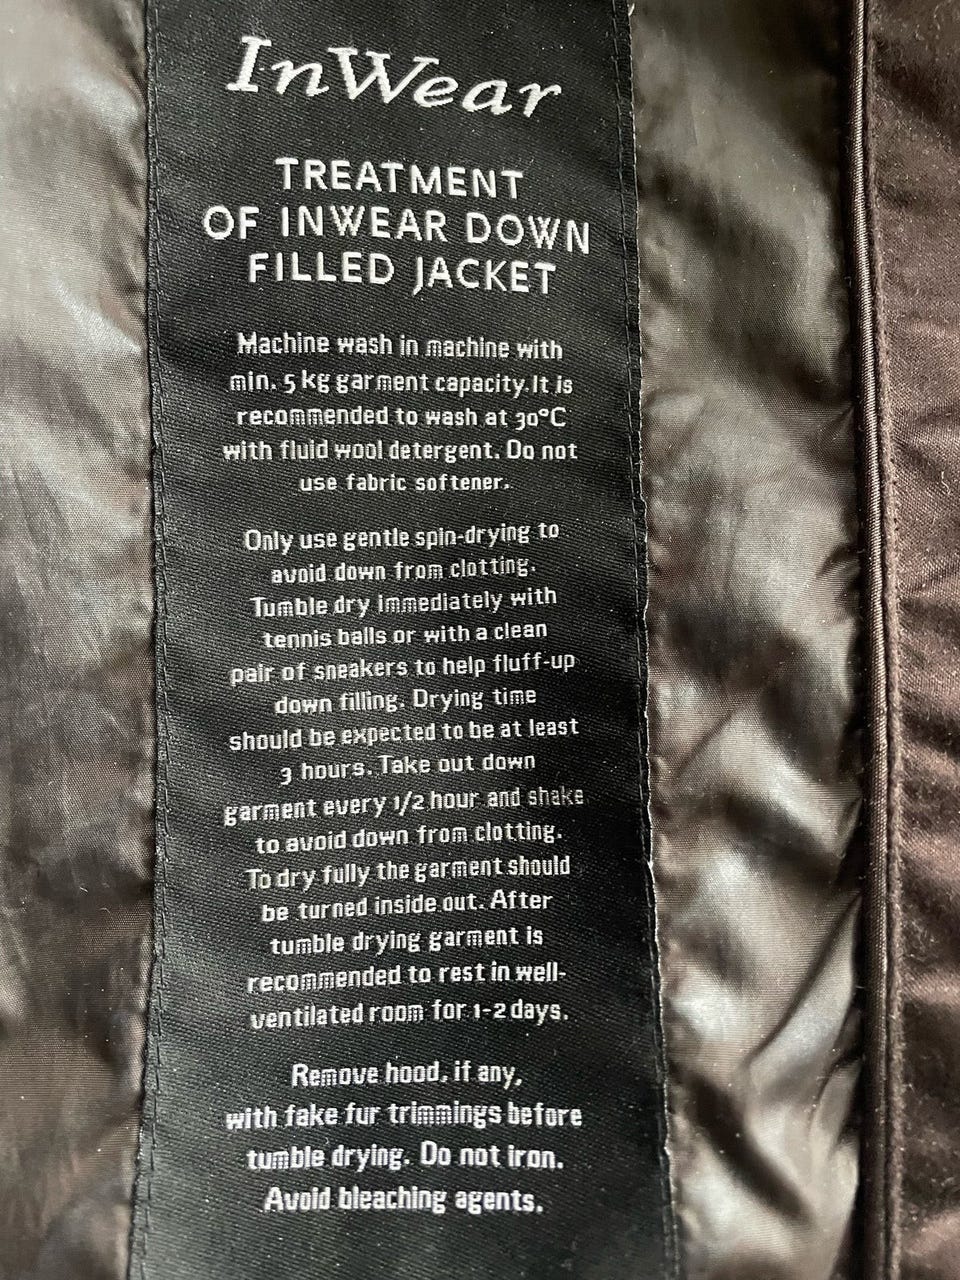 InWear
TREATMENT
OF INWEAR DOWN
FILLED JACKET
Machine wash in machine with
min. 5 kg garment capacity.It is
recommended to wash at 30°C
with fluid wool detergent. Do not
use fabric softener.
Only use gentle spin-drying to
avoid down from clotting.
Tumble dry immediately with
tennis balls or with a clean
pair of sneakers to help fluff-up
down filling. Drying time
should be expected to be at least
3 hours. Take out down
garment every 1/2 hour and shake
to avoid down from clotting.
To dry fully the garment should
be turned inside out. After
tumble drying garment is
recommended to rest in well-
ventilated room for 1-2 days.
Remove hood, if any,
with fake fur trimmings before
tumble drying. Do not iron.
Avoid bleaching agents.